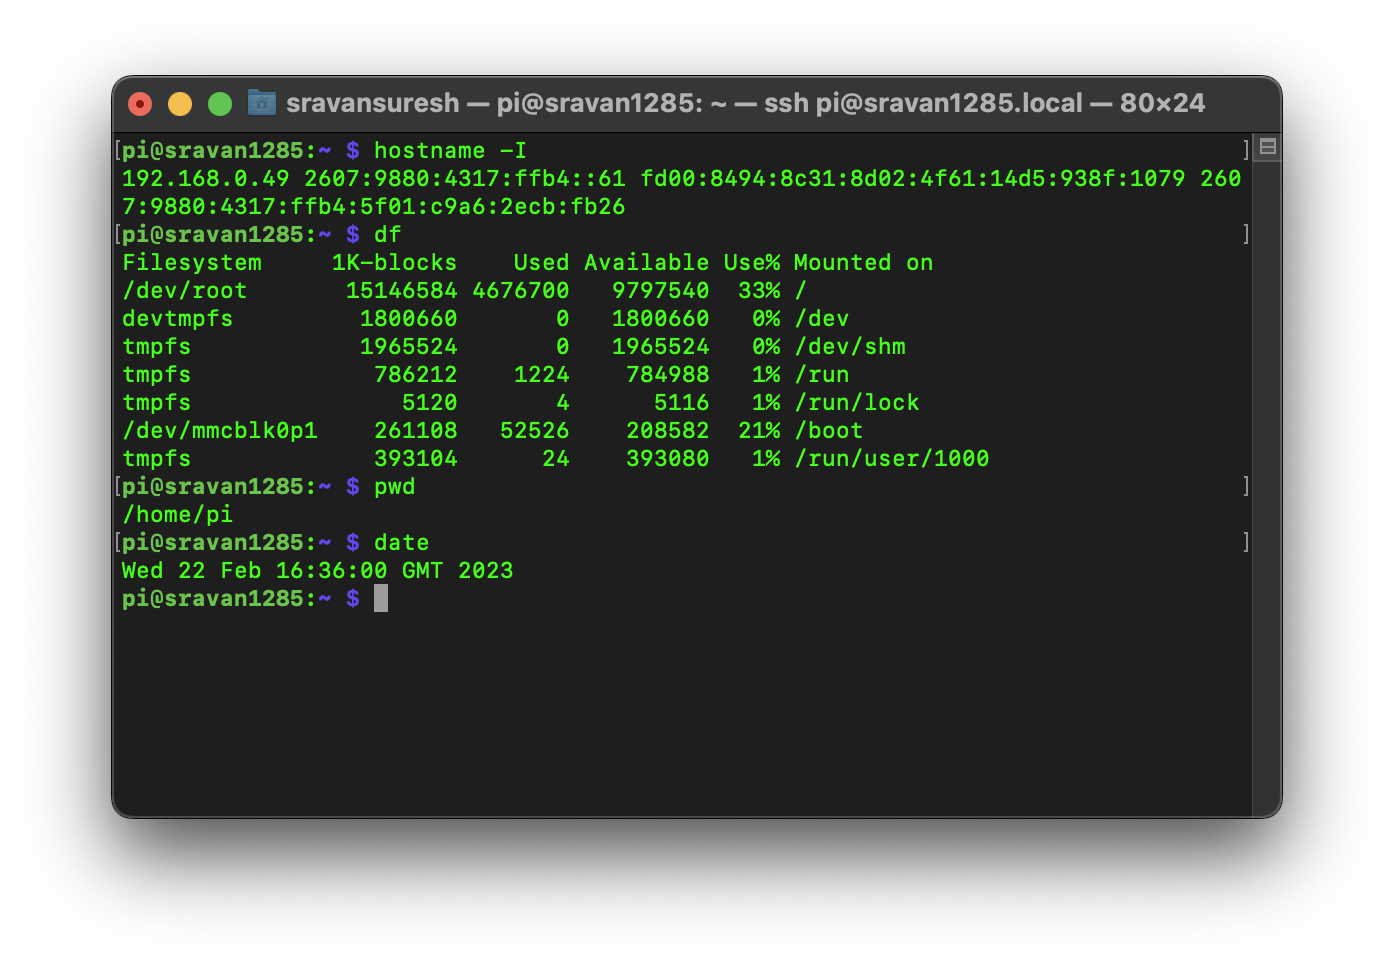 sravansuresh — pi@sravan1285: ~ — ssh pi@sravan1285.local — 80×24
[pi@sravan1285:~ $ hostname -I ]
192.168.0.49 2607:9880:4317:ffb4::61 fd00:8494:8c31:8d02:4f61:14d5:938f:1079 260
7:9880:4317:ffb4:5f01:c9a6:2ecb:fb26
[pi@sravan1285:~ $ df ]
Filesystem     1K-blocks    Used Available Use% Mounted on
/dev/root       15146584 4676700   9797540  33% /
devtmpfs         1800660       0   1800660   0% /dev
tmpfs            1965524       0   1965524   0% /dev/shm
tmpfs             786212    1224    784988   1% /run
tmpfs               5120       4      5116   1% /run/lock
/dev/mmcblk0p1    261108   52526    208582  21% /boot
tmpfs             393104      24    393080   1% /run/user/1000
[pi@sravan1285:~ $ pwd ]
/home/pi
[pi@sravan1285:~ $ date ]
Wed 22 Feb 16:36:00 GMT 2023
pi@sravan1285:~ $